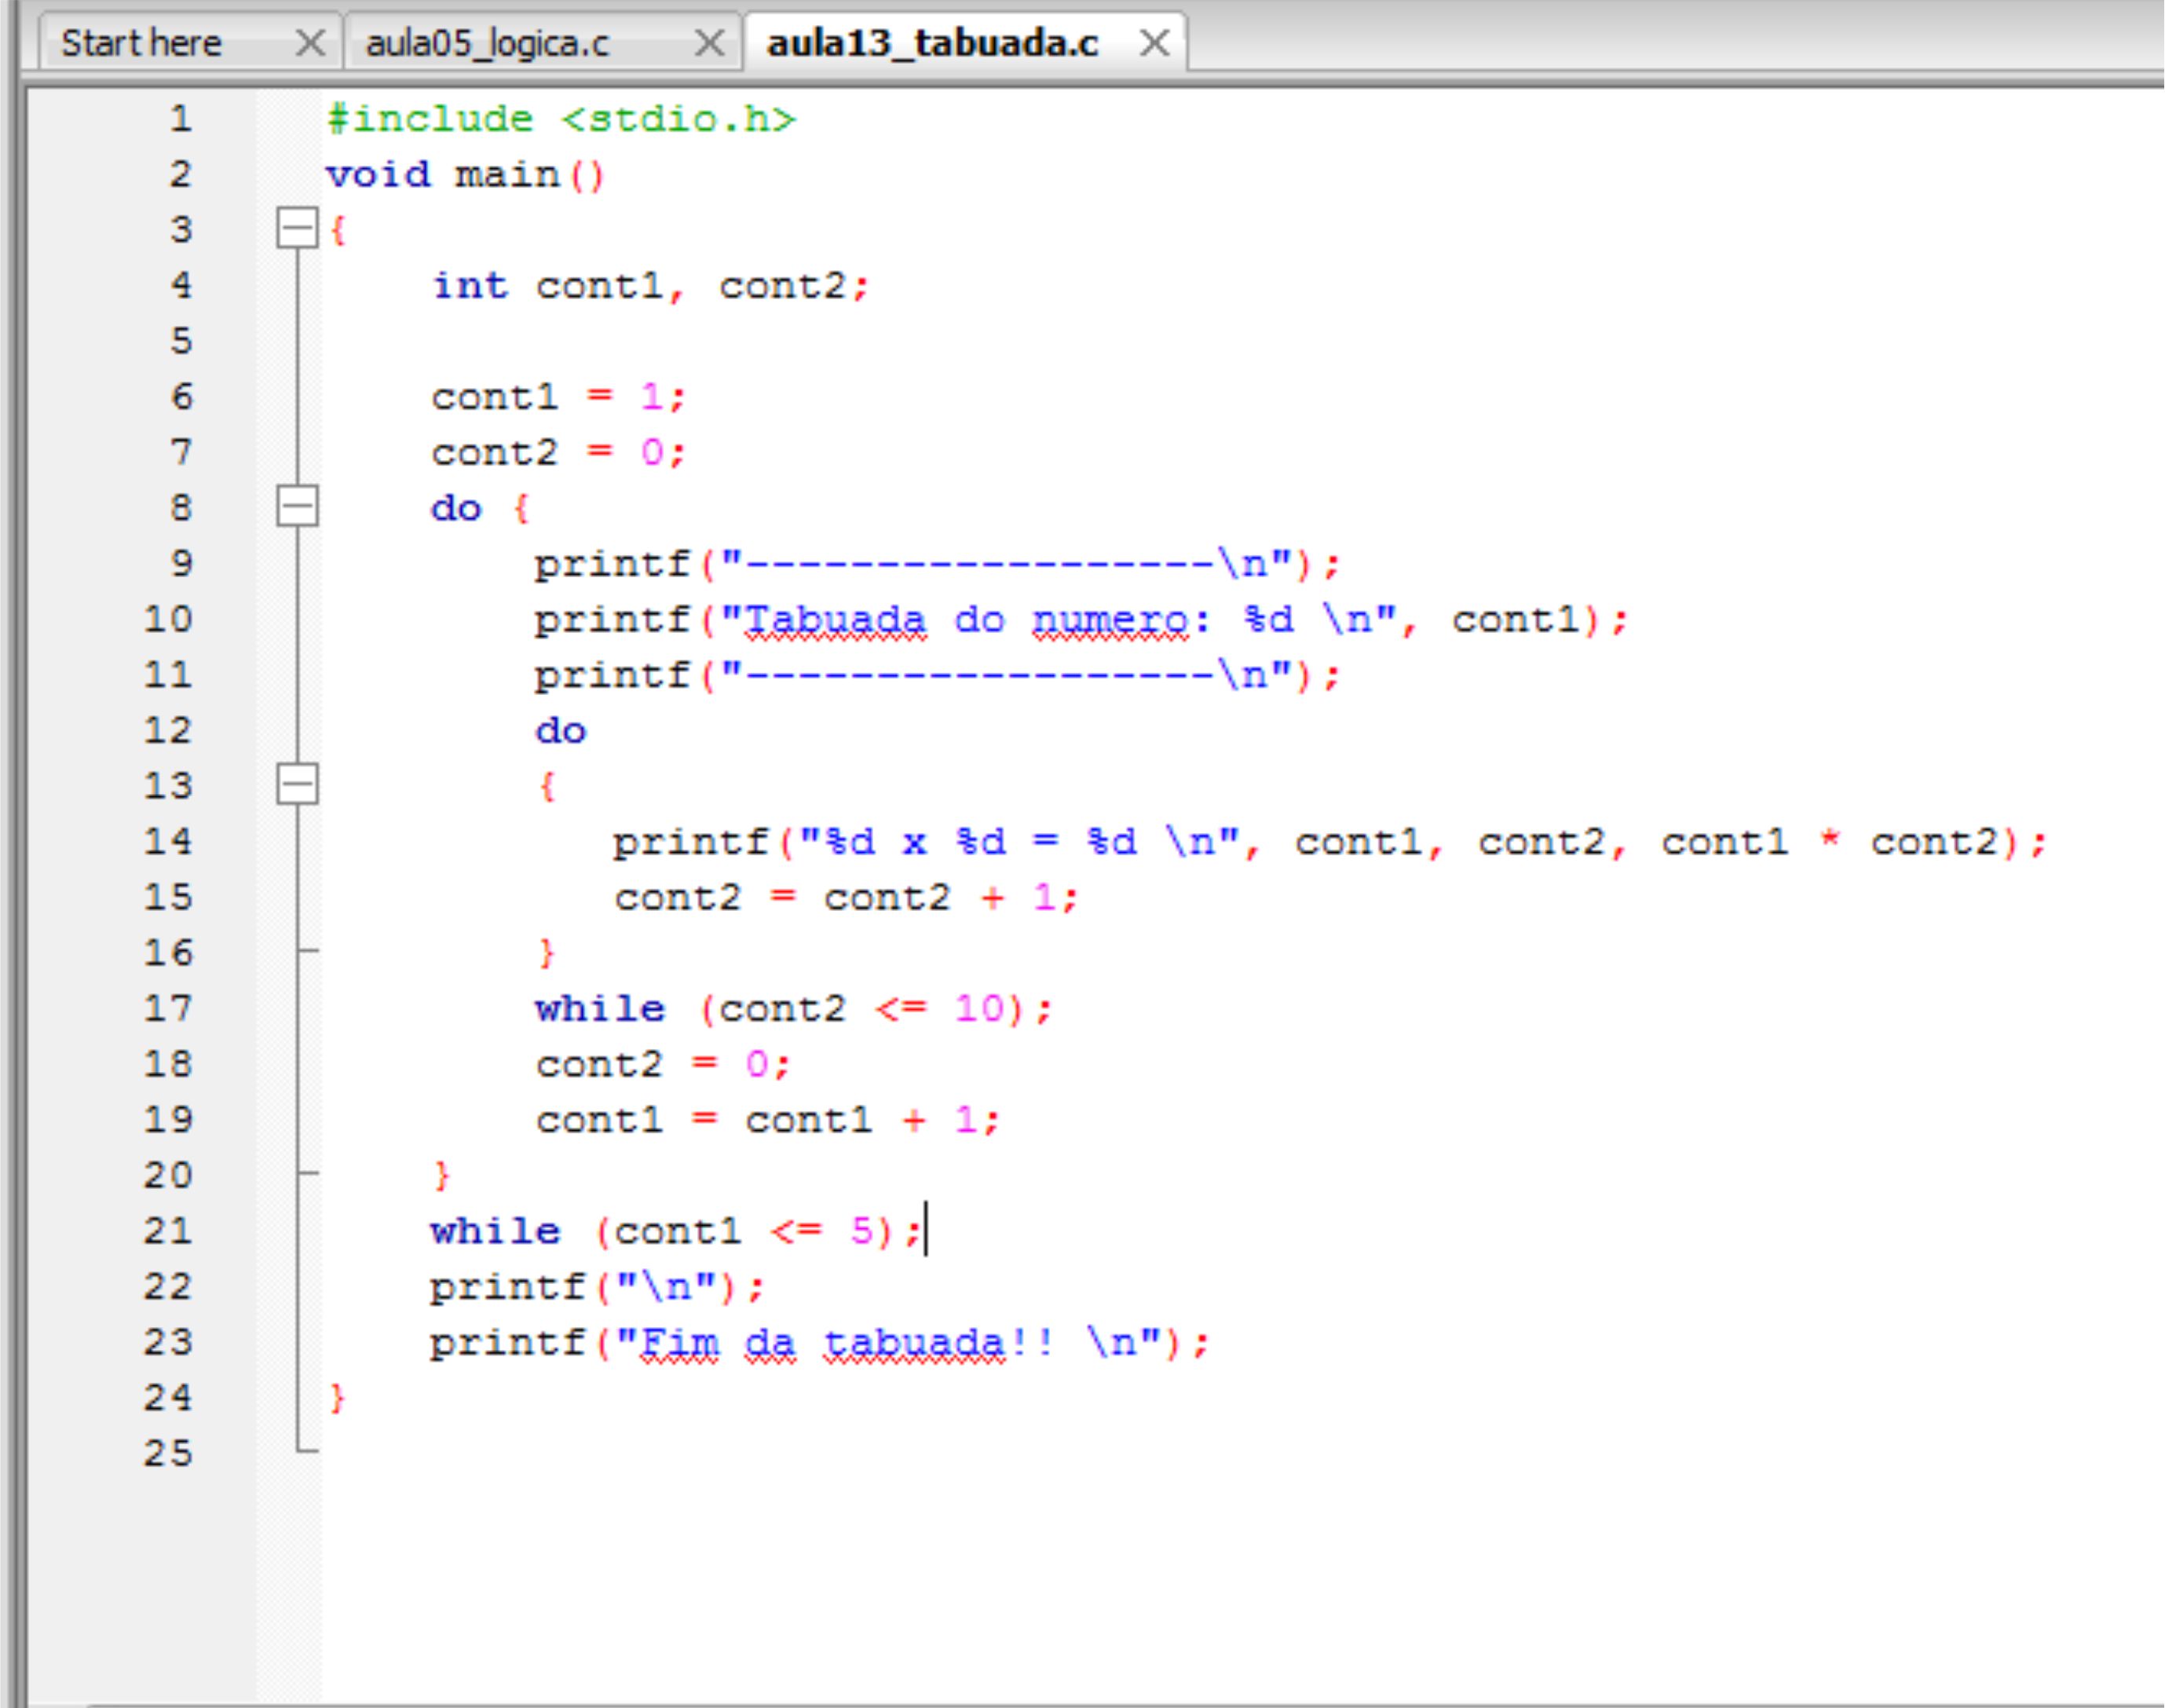 Start here aula05_logica.c aula13_tabuada.c
1 #include <stdio.h>
2 void main()
3 {
4 int cont1, cont2;
5
6 cont1 = 1;
7 cont2 = 0;
8 do {
9 printf("------------------\n");
10 printf("Tabuada do numero: %d \n", cont1);
11 printf("------------------\n");
12 do
13 {
14 printf("%d x %d = %d \n", cont1, cont2, cont1 * cont2);
15 cont2 = cont2 + 1;
16 }
17 while (cont2 <= 10);
18 cont2 = 0;
19 cont1 = cont1 + 1;
20 }
21 while (cont1 <= 5);
22 printf("\n");
23 printf("Fim da tabuada!! \n");
24 }
25